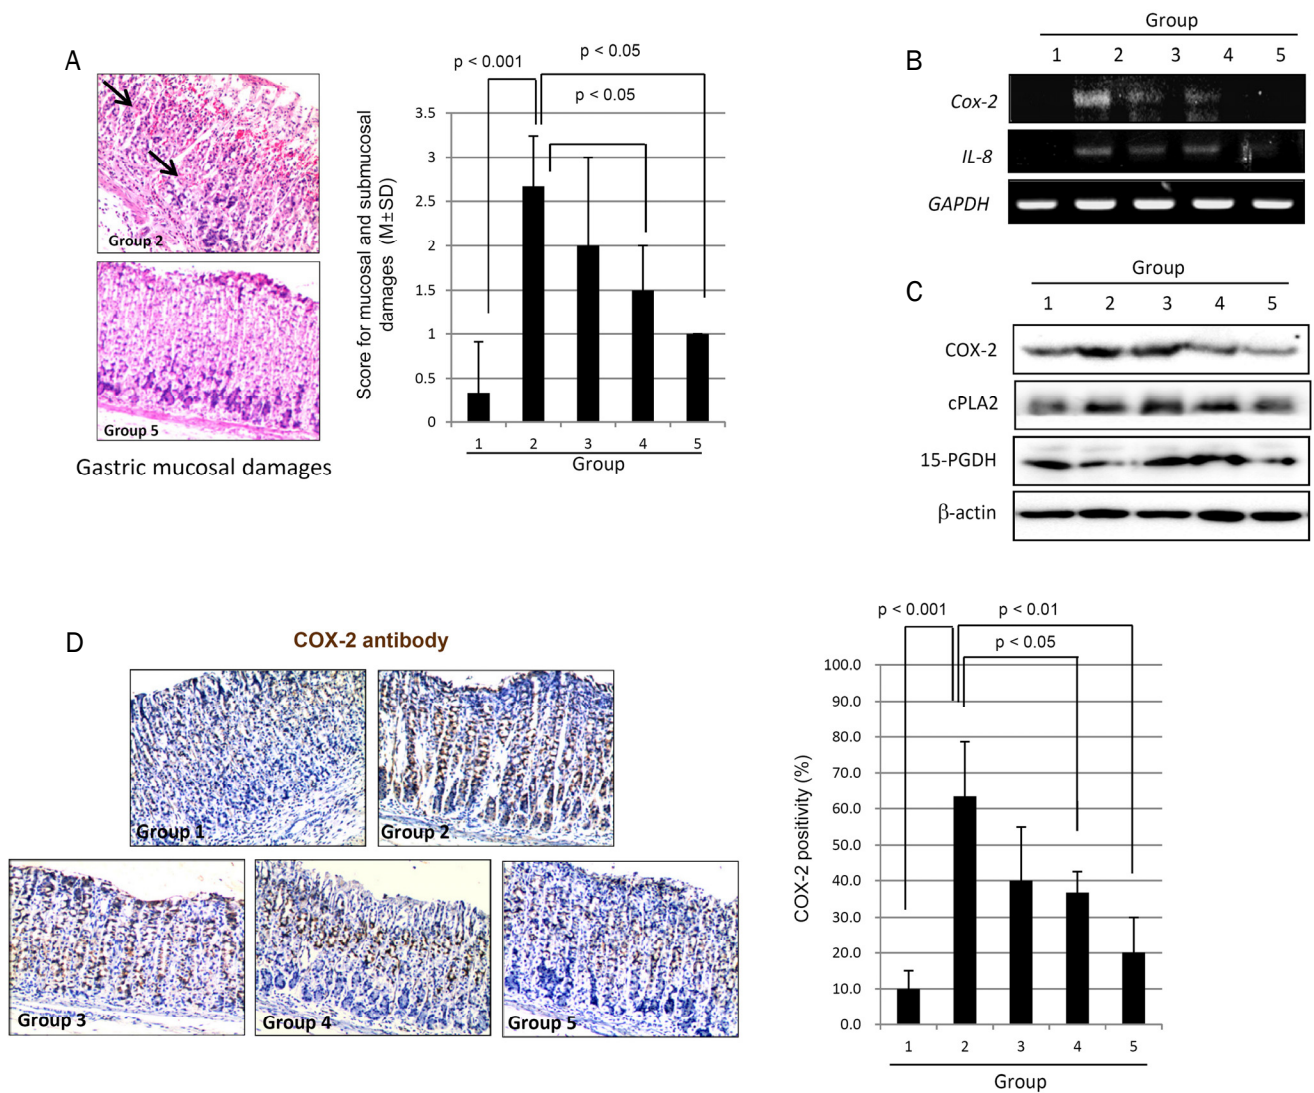 A
Group 2
Group 5
Gastric mucosal damages
p < 0.001
p < 0.05
p < 0.05
Score for mucosal and submucosal
damages (M±SD)
3.5
3
2.5
2
1.5
1
0.5
0
1 2 3 4 5
Group
B
Group
1 2 3 4 5
Cox-2
IL-8
GAPDH
C
Group
1 2 3 4 5
COX-2
cPLA2
15-PGDH
β-actin
D
COX-2 antibody
Group 1
Group 2
Group 3
Group 4
Group 5
p < 0.001
p < 0.01
p < 0.05
COX-2 positivity (%)
100.0
90.0
80.0
70.0
60.0
50.0
40.0
30.0
20.0
10.0
0.0
1 2 3 4 5
Group